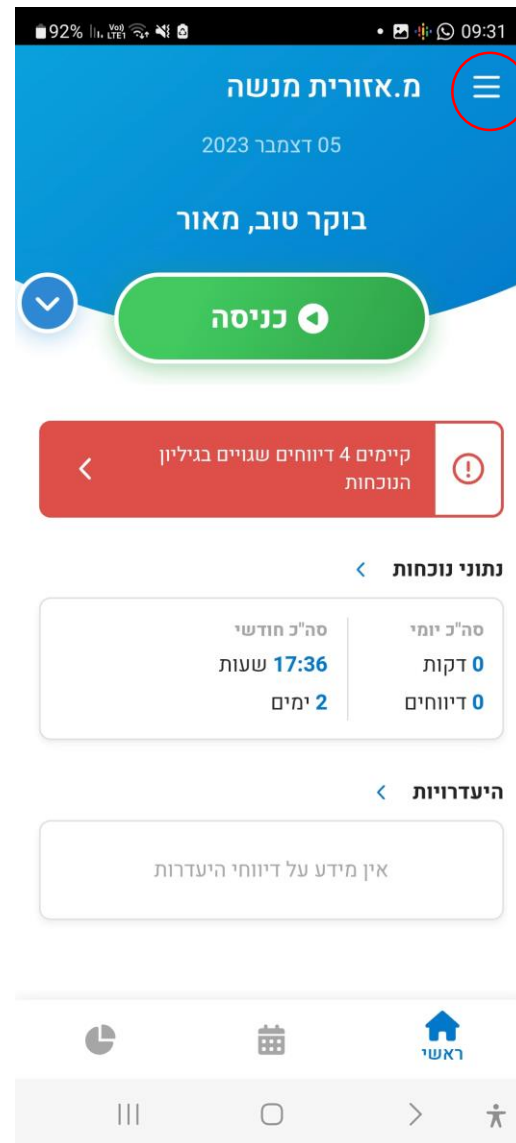 92% Vo)) LTE1 09:31
מ.אזורית מנשה
05 דצמבר 2023
בוקר טוב, מאור
כניסה
קיימים 4 דיווחים שגויים בגיליון
הנוכחות
נתוני נוכחות
סה"כ יומי סה"כ חודשי
0 דקות 17:36 שעות
0 דיווחים 2 ימים
היעדרויות
אין מידע על דיווחי היעדרות
ראשי